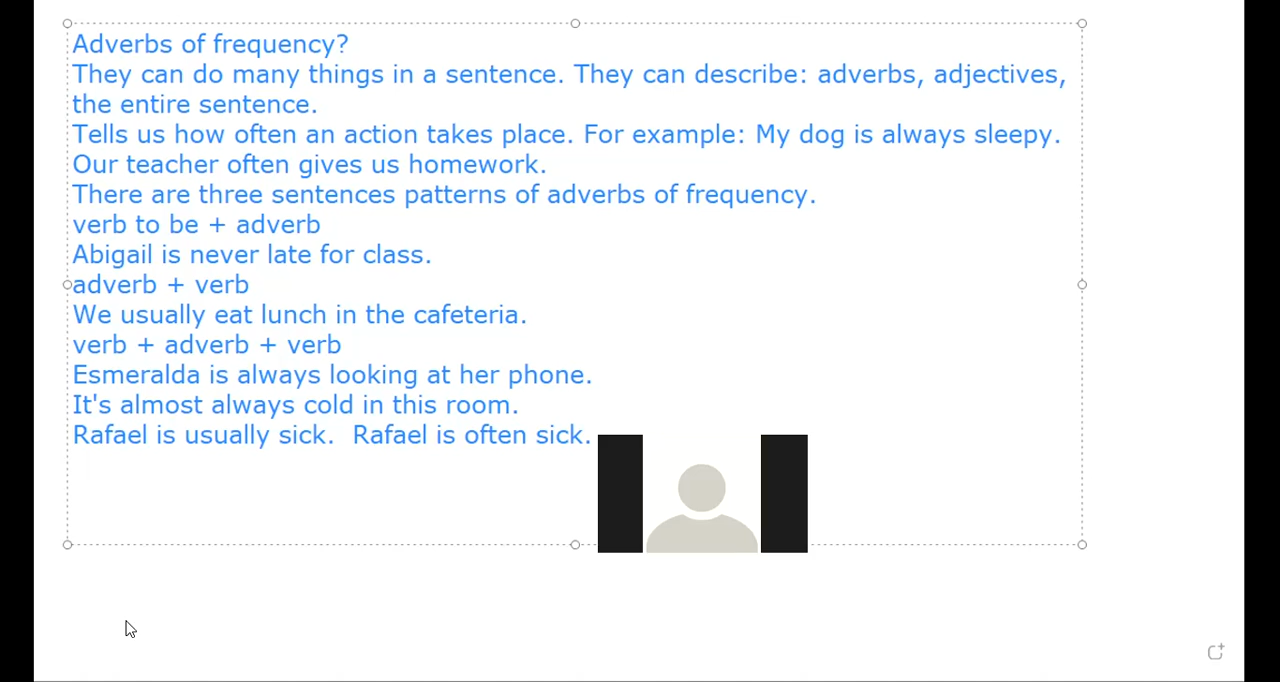 Adverbs of frequency?
They can do many things in a sentence. They can describe: adverbs, adjectives,
the entire sentence.
Tells us how often an action takes place. For example: My dog is always sleepy.
Our teacher often gives us homework.
There are three sentences patterns of adverbs of frequency.
verb to be + adverb
Abigail is never late for class.
adverb + verb
We usually eat lunch in the cafeteria.
verb + adverb + verb
Esmeralda is always looking at her phone.
It's almost always cold in this room.
Rafael is usually sick.  Rafael is often sick.